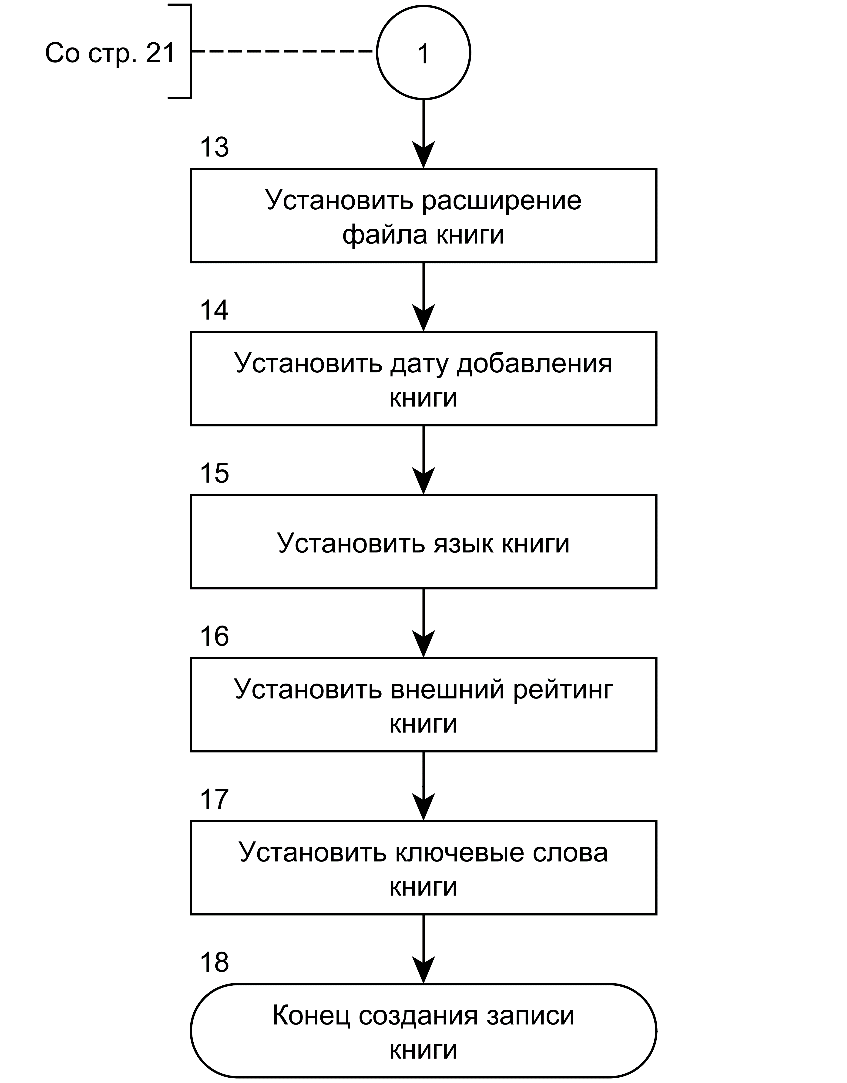 Со стр. 21
1
13
Установить расширение
файла книги
14
Установить дату добавления
книги
15
Установить язык книги
16
Установить внешний рейтинг
книги
17
Установить ключевые слова
книги
18
Конец создания записи
книги